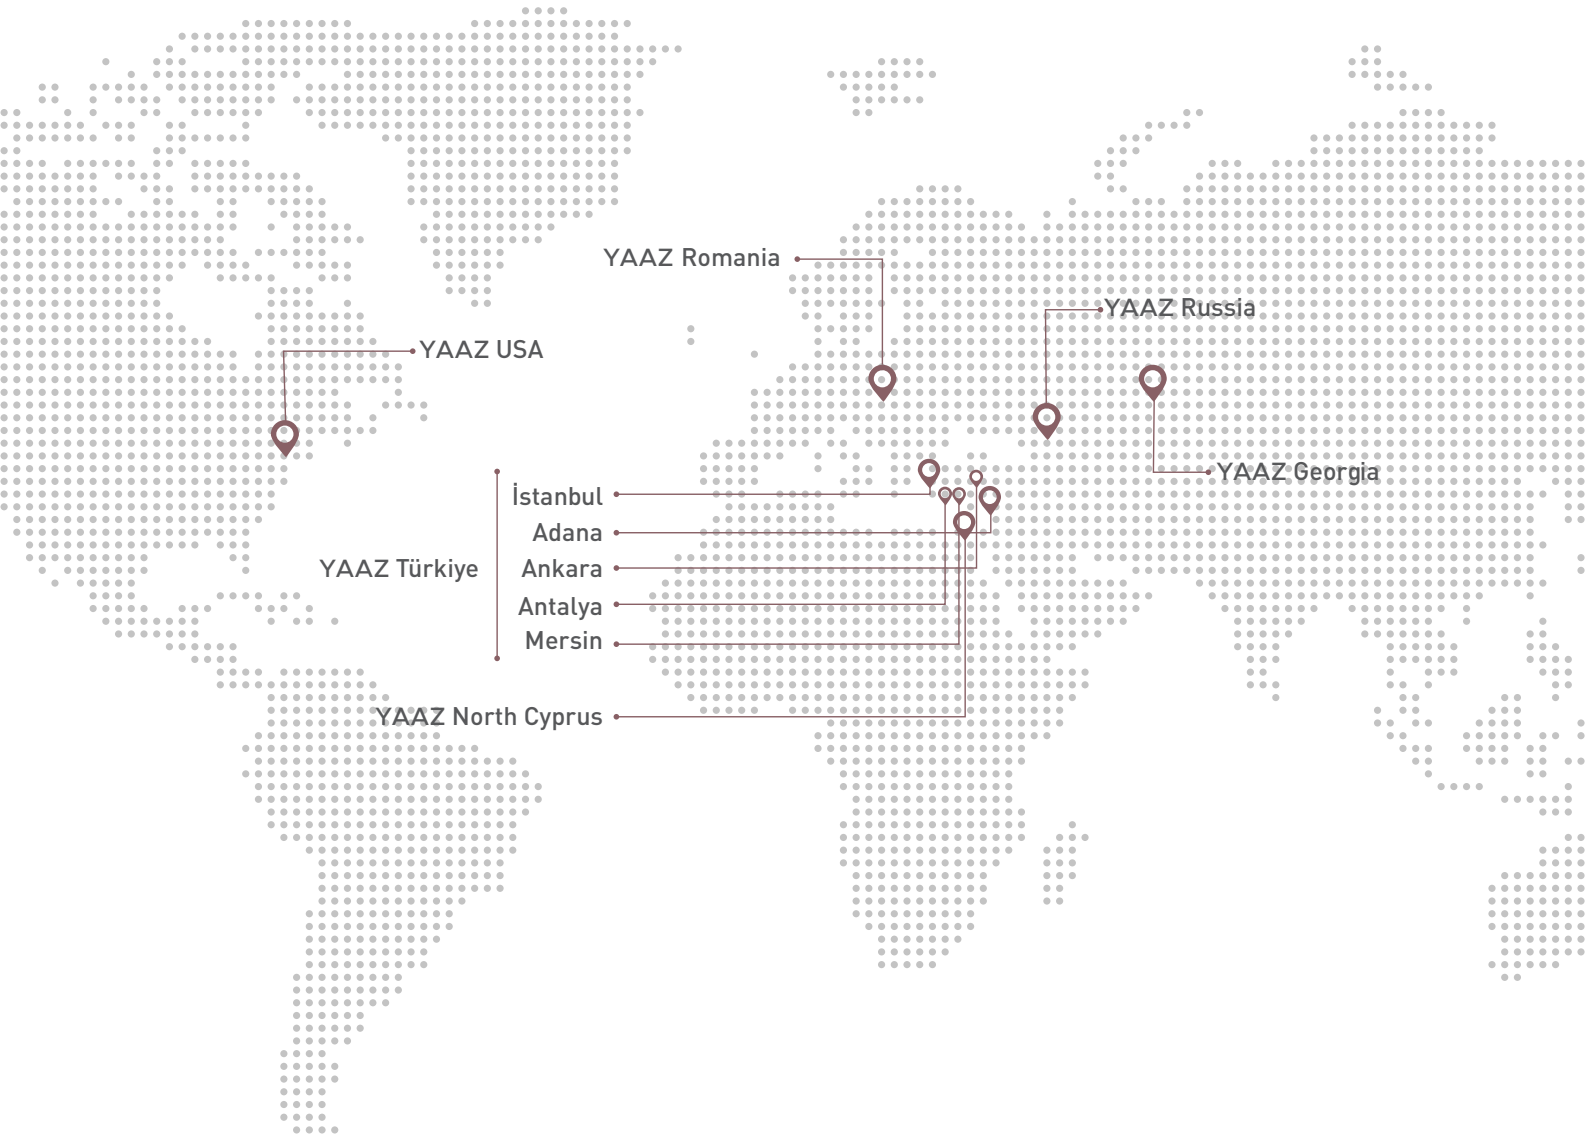 YAAZ Romania
YAAZ Russia
YAAZ USA
YAAZ Georgia
YAAZ Türkiye
İstanbul
Adana
Ankara
Antalya
Mersin
YAAZ North Cyprus